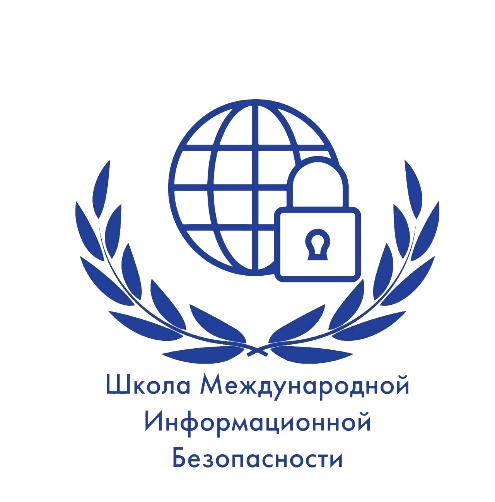 Школа Международной
Информационной
Безопасности